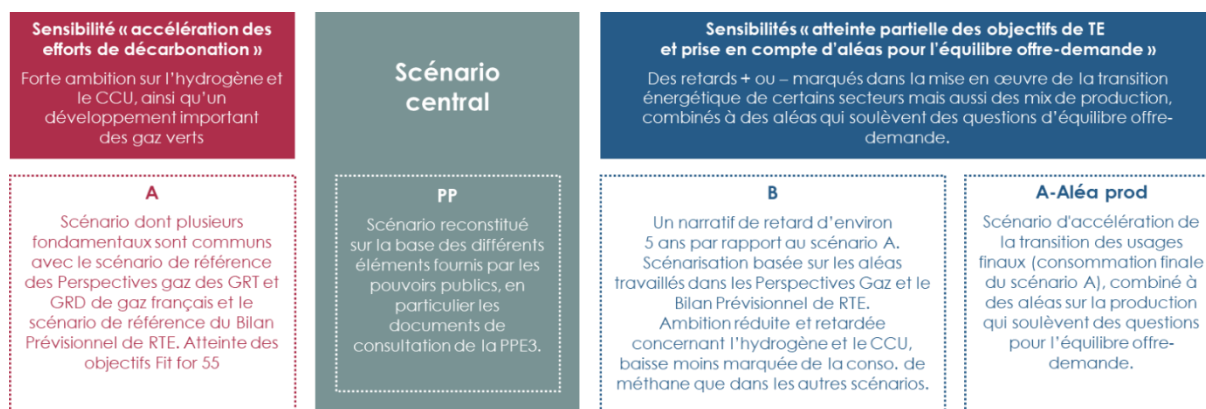 Sensibilité « accélération des
efforts de décarbonation »
Forte ambition sur l'hydrogène et
le CCU, ainsi qu'un
développement important
des gaz verts
A
Scénario dont plusieurs
fondamentaux sont communs
avec le scénario de référence
des Perspectives gaz des GRT et
GRD de gaz français et le
scénario de référence du Bilan
Prévisionnel de RTE. Atteinte des
objectifs Fit for 55
Scénario
central
PP
Scénario reconstitué
sur la base des différents
éléments fournis par les
pouvoirs publics, en
particulier les
documents de
consultation de la PPE3.
Sensibilités « atteinte partielle des objectifs de TE
et prise en compte d'aléas pour l'équilibre offre-demande »
Des retards + ou – marqués dans la mise en œuvre de la transition
énergétique de certains secteurs mais aussi des mix de production,
combinés à des aléas qui soulèvent des questions d'équilibre offre-
demande.
B
Un narratif de retard d'environ
5 ans par rapport au scénario A.
Scénarisation basée sur les aléas
travaillés dans les Perspectives Gaz et le
Bilan Prévisionnel de RTE.
Ambition réduite et retardée
concernant l'hydrogène et le CCU,
baisse moins marquée de la conso. de
méthane que dans les autres scénarios.
A-Aléa prod
Scénario d'accélération de
la transition des usages
finaux (consommation finale
du scénario A), combiné à
des aléas sur la production
qui soulèvent des questions
pour l'équilibre offre-
demande.